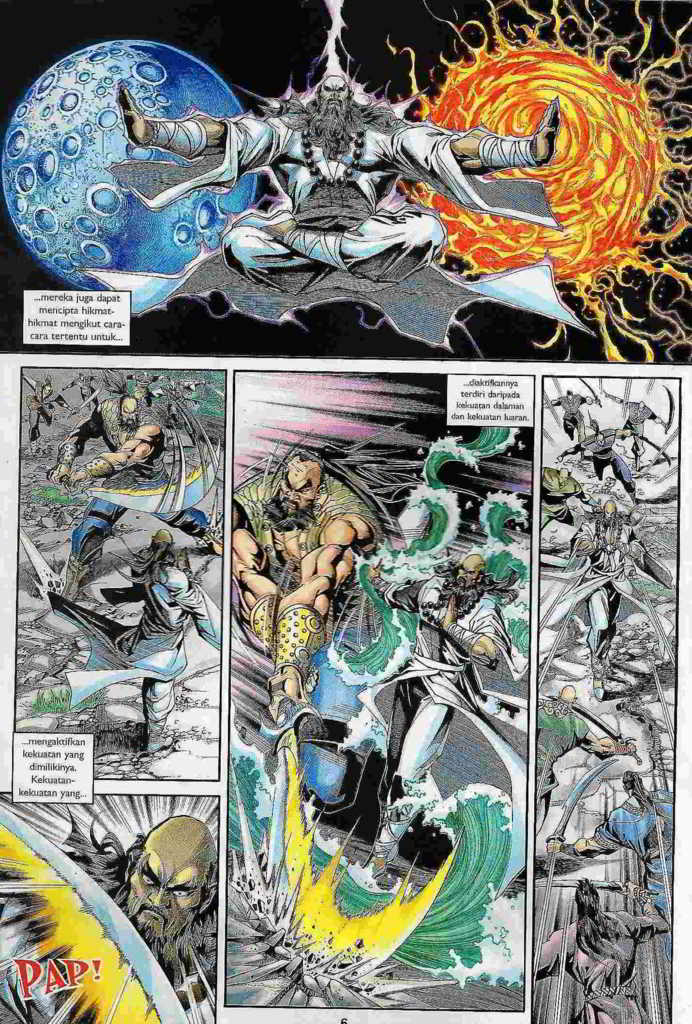 ...mereka juga dapat
mencipta hikmat-
hikmat mengikut cara-
cara tertentu untuk...
...mengaktifkan
kekuatan yang
dimilikinya.
Kekuatan-
kekuatan yang...
PAP!
...diaktifkannya
terdiri daripada
kekuatan dalaman
dan kekuatan luaran.
6